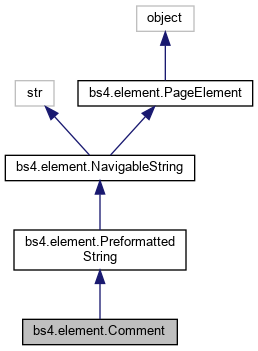 object
str
bs4.element.PageElement
bs4.element.NavigableString
bs4.element.Preformatted
String
bs4.element.Comment